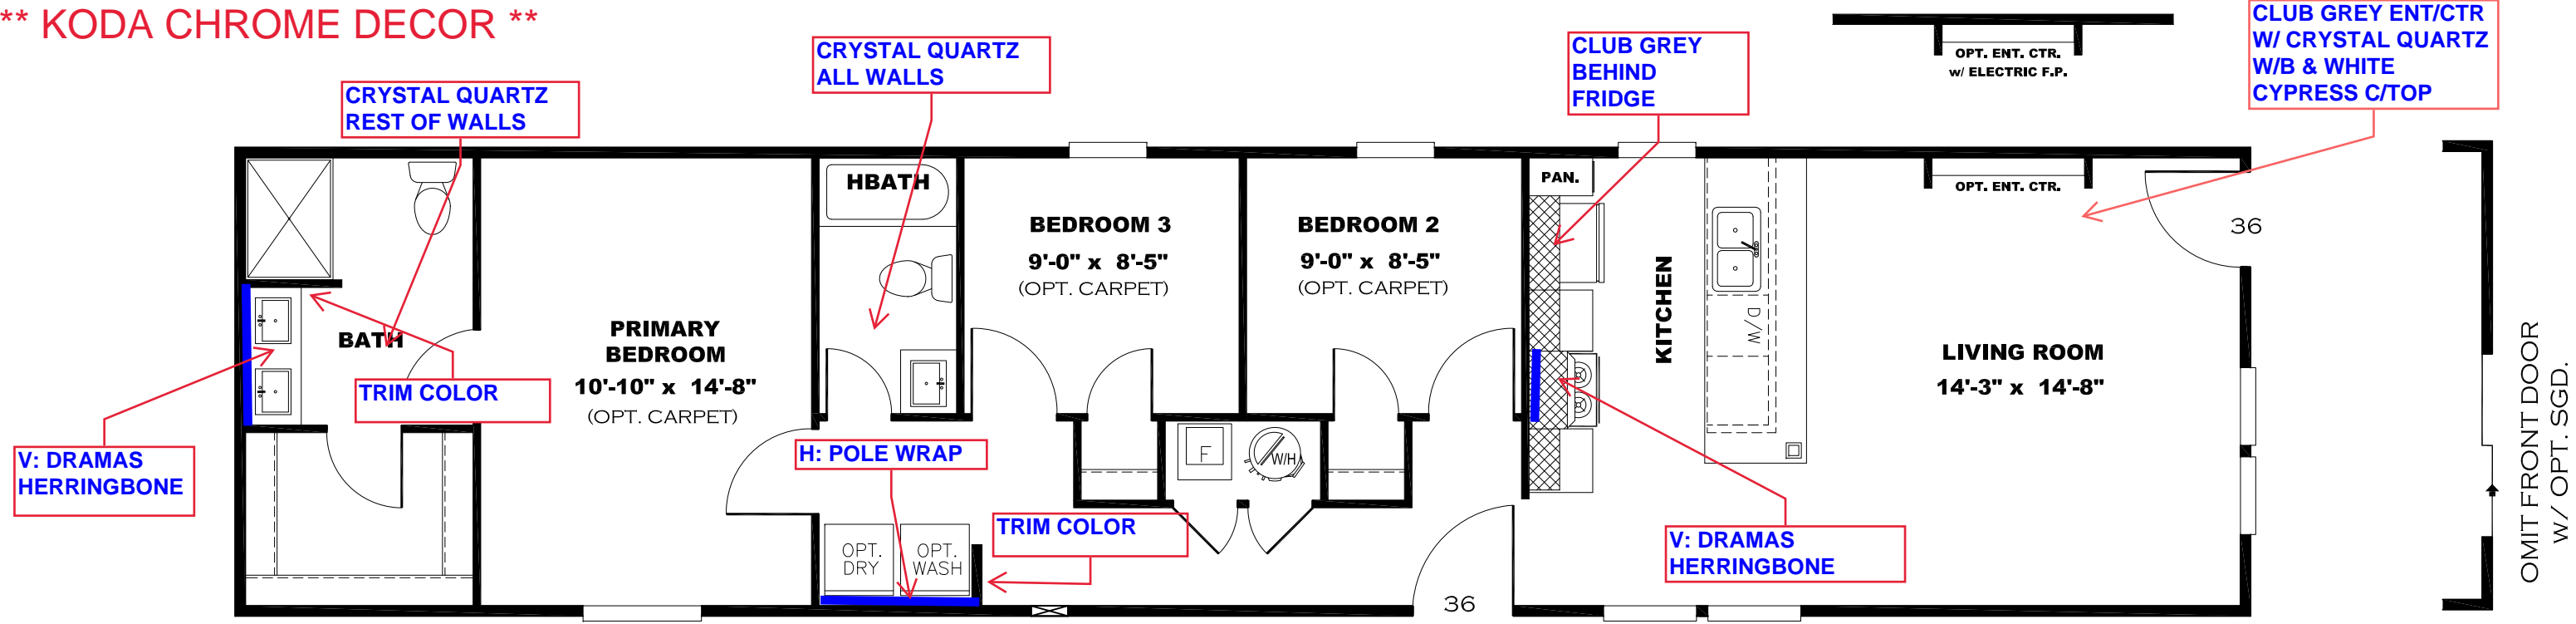 ** KODA CHROME DECOR **
CRYSTAL QUARTZ
REST OF WALLS
CRYSTAL QUARTZ
ALL WALLS
CLUB GREY
BEHIND
FRIDGE
OPT. ENT. CTR.
w/ ELECTRIC F.P.
CLUB GREY ENT/CTR
W/ CRYSTAL QUARTZ
W/B & WHITE
CYPRESS C/TOP
HBATH
PAN.
OPT. ENT. CTR.
BEDROOM 3
9'-0" x 8'-5"
(OPT. CARPET)
BEDROOM 2
9'-0" x 8'-5"
(OPT. CARPET)
36
KITCHEN
D/W
BATH
PRIMARY
BEDROOM
10'-10" x 14'-8"
(OPT. CARPET)
LIVING ROOM
14'-3" x 14'-8"
TRIM COLOR
V: DRAMAS
HERRINGBONE
H: POLE WRAP
F
W/H
OPT.
DRY
OPT.
WASH
TRIM COLOR
V: DRAMAS
HERRINGBONE
36
OMIT FRONT DOOR
W/ OPT. SGD.